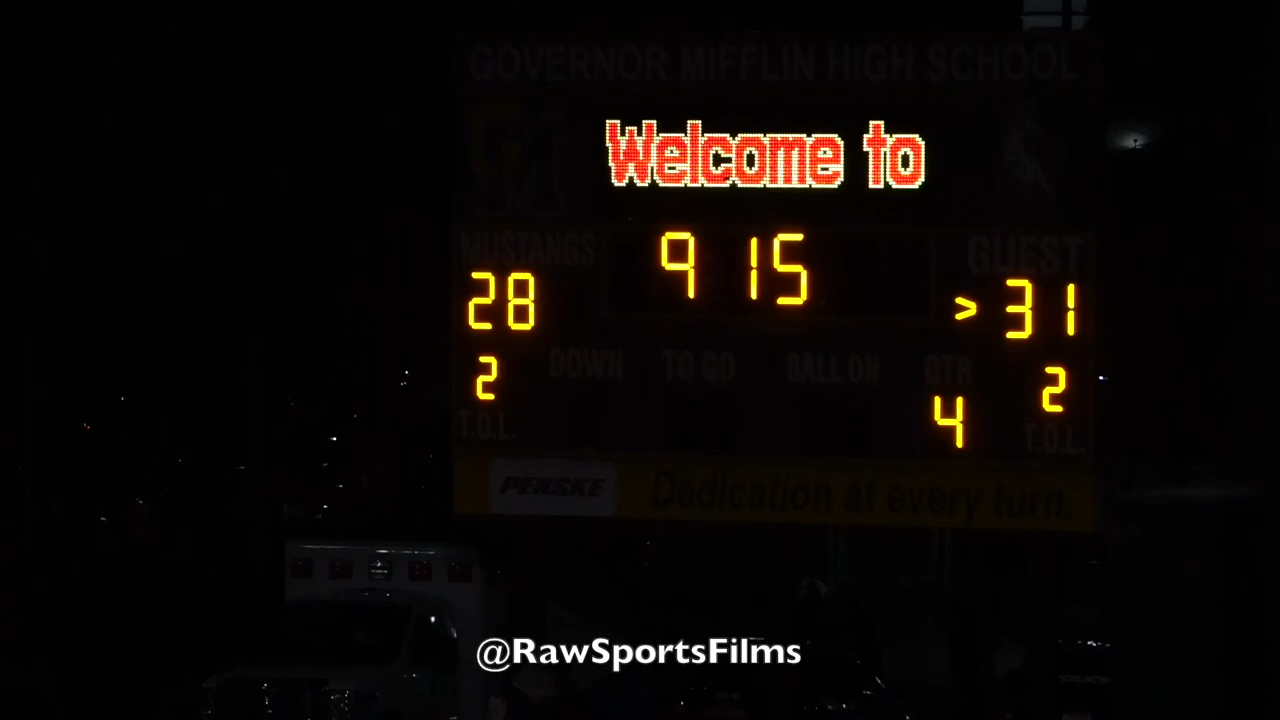 GOVERNOR MIFFLIN HIGH SCHOOL
Welcome to
MUSTANGS 9 15 GUEST
28 > 31
2 DOWN TO GO BALL ON QTR 2
T.O.L. 4 T.O.L.
PENSKE Dedication at every turn.
@RawSportsFilms